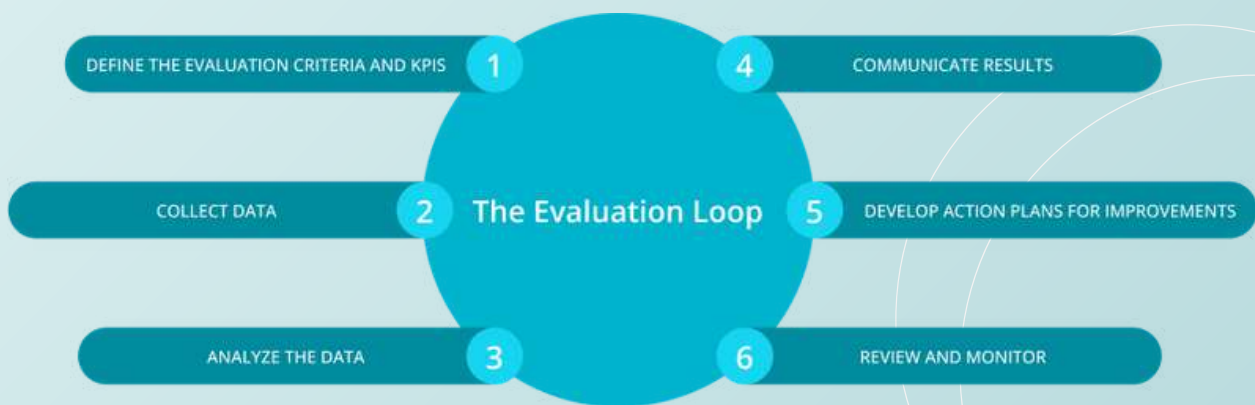 The Evaluation Loop
1
DEFINE THE EVALUATION CRITERIA AND KPIS
2
COLLECT DATA
3
ANALYZE THE DATA
4
COMMUNICATE RESULTS
5
DEVELOP ACTION PLANS FOR IMPROVEMENTS
6
REVIEW AND MONITOR